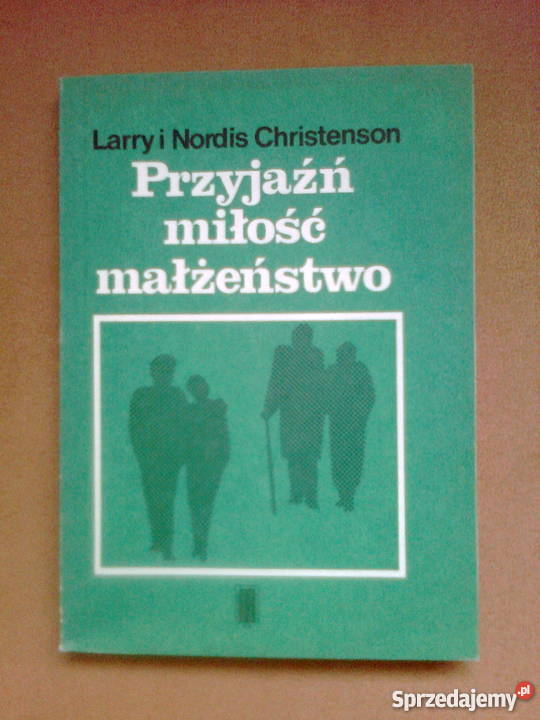 Larry i Nordis Christenson
Przyjaźń
miłość
małżeństwo
Sprzedajemy.pl